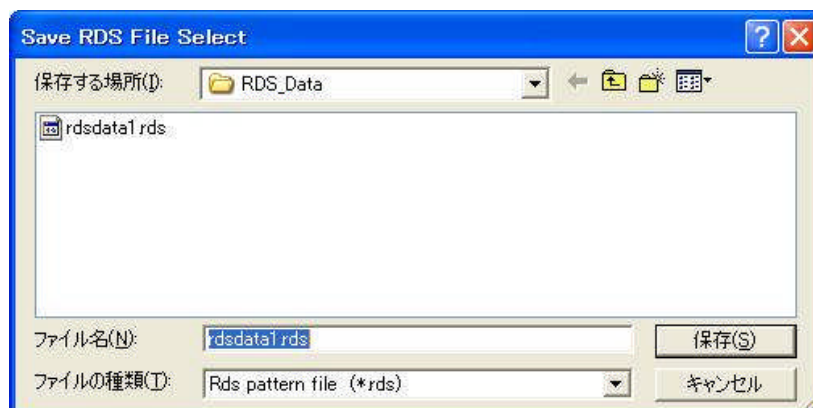 Save RDS File Select
保存する場所(I):
RDS_Data
rdsdata1.rds
ファイル名(N):
rdsdata1.rds
保存(S)
ファイルの種類(T):
Rds pattern file (*rds)
キャンセル